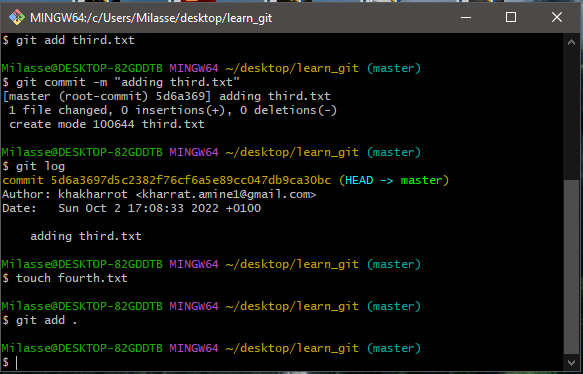 MINGW64:/c/Users/Milasse/desktop/learn_git
$ git add third.txt
Milasse@DESKTOP-82GDDTB MINGW64 ~/desktop/learn_git (master)
$ git commit -m "adding third.txt"
[master (root-commit) 5d6a369] adding third.txt
1 file changed, 0 insertions(+), 0 deletions(-)
create mode 100644 third.txt
Milasse@DESKTOP-82GDDTB MINGW64 ~/desktop/learn_git (master)
$ git log
commit 5d6a3697d5c2382f76cf6a5e89cc047db9ca30bc (HEAD -> master)
Author: khakharrot <kharrat.amine1@gmail.com>
Date:   Sun Oct 2 17:08:33 2022 +0100
adding third.txt
Milasse@DESKTOP-82GDDTB MINGW64 ~/desktop/learn_git (master)
$ touch fourth.txt
Milasse@DESKTOP-82GDDTB MINGW64 ~/desktop/learn_git (master)
$ git add .
Milasse@DESKTOP-82GDDTB MINGW64 ~/desktop/learn_git (master)
$